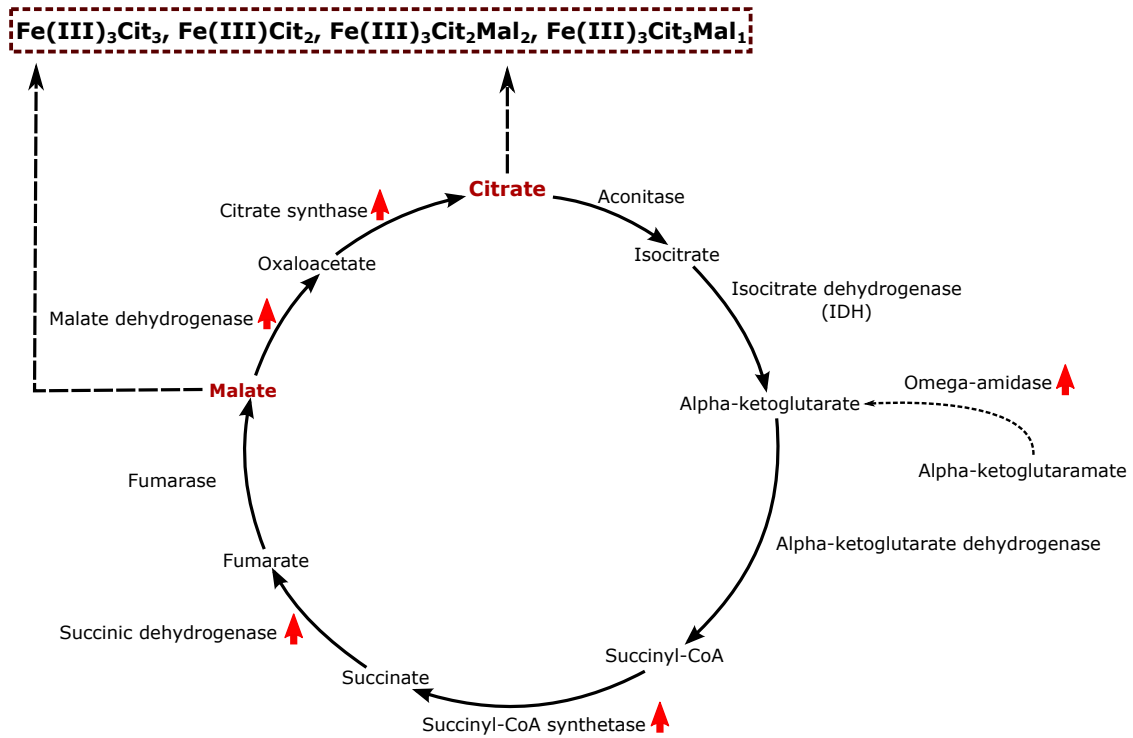 Fe(III)₃Cit₃, Fe(III)Cit₂, Fe(III)₃Cit₂Mal₂, Fe(III)₃Cit₃Mal₁
Citrate
Aconitase
Citrate synthase
Isocitrate
Oxaloacetate
Isocitrate dehydrogenase
(IDH)
Malate dehydrogenase
Malate
Omega-amidase
Alpha-ketoglutarate
Alpha-ketoglutaramate
Fumarase
Alpha-ketoglutarate dehydrogenase
Fumarate
Succinic dehydrogenase
Succinyl-CoA
Succinate
Succinyl-CoA synthetase